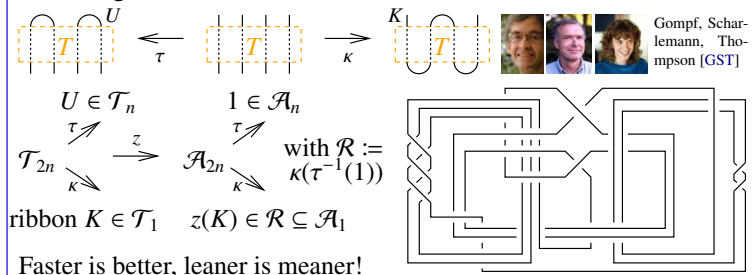 U
T
τ
κ
K
T
T
Gompf, Schar-
lemann, Tho-
mpson [GST]
U ∈ 𝒯ₙ
1 ∈ 𝒜ₙ
τ
z
τ
𝒯₂ₙ
𝒜₂ₙ
with ℛ :=
κ(τ⁻¹(1))
κ
κ
ribbon K ∈ 𝒯₁
z(K) ∈ ℛ ⊆ 𝒜₁
Faster is better, leaner is meaner!